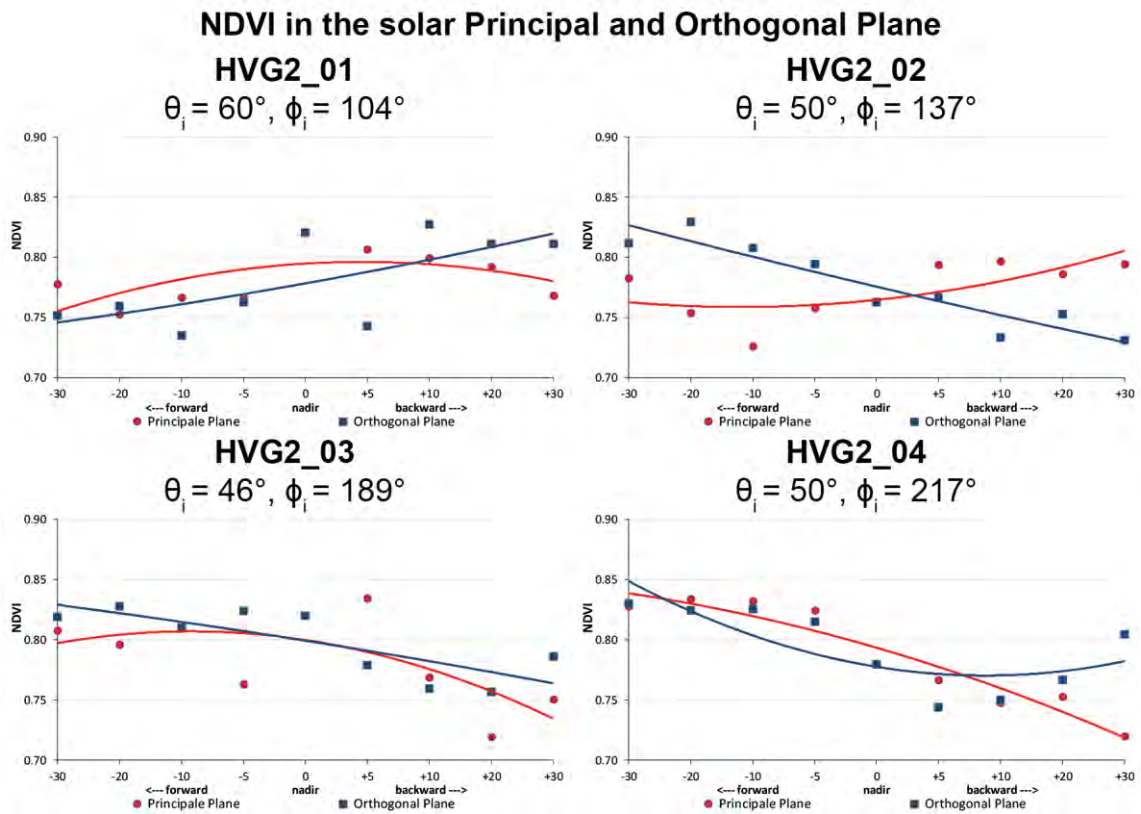 NDVI in the solar Principal and Orthogonal Plane
HVG2_01
θi = 60°, ϕi = 104°
0.90
0.85
0.80
0.75
0.70
NDVI
-30 -20 -10 -5 0 +5 +10 +20 +30
<--- forward nadir backward --->
Principale Plane Orthogonal Plane
HVG2_02
θi = 50°, ϕi = 137°
0.90
0.85
0.80
0.75
0.70
NDVI
-30 -20 -10 -5 0 +5 +10 +20 +30
<--- forward nadir backward --->
Principale Plane Orthogonal Plane
HVG2_03
θi = 46°, ϕi = 189°
0.90
0.85
0.80
0.75
0.70
NDVI
-30 -20 -10 -5 0 +5 +10 +20 +30
<--- forward nadir backward --->
Principale Plane Orthogonal Plane
HVG2_04
θi = 50°, ϕi = 217°
0.90
0.85
0.80
0.75
0.70
NDVI
-30 -20 -10 -5 0 +5 +10 +20 +30
<--- forward nadir backward --->
Principale Plane Orthogonal Plane